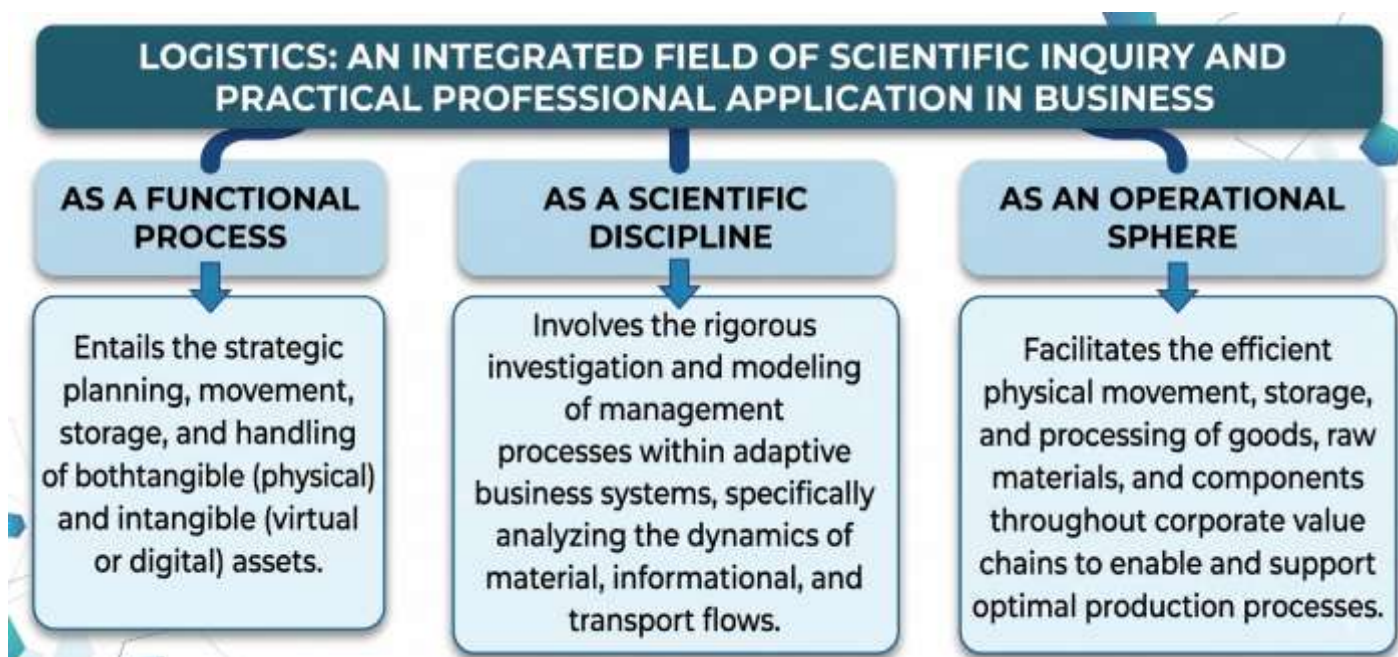 LOGISTICS: AN INTEGRATED FIELD OF SCIENTIFIC INQUIRY AND
PRACTICAL PROFESSIONAL APPLICATION IN BUSINESS
AS A FUNCTIONAL
PROCESS
Entails the strategic
planning, movement,
storage, and handling
of bothtangible (physical)
and intangible (virtual
or digital) assets.
AS A SCIENTIFIC
DISCIPLINE
Involves the rigorous
investigation and modeling
of management
processes within adaptive
business systems, specifically
analyzing the dynamics of
material, informational, and
transport flows.
AS AN OPERATIONAL
SPHERE
Facilitates the efficient
physical movement, storage,
and processing of goods, raw
materials, and components
throughout corporate value
chains to enable and support
optimal production processes.